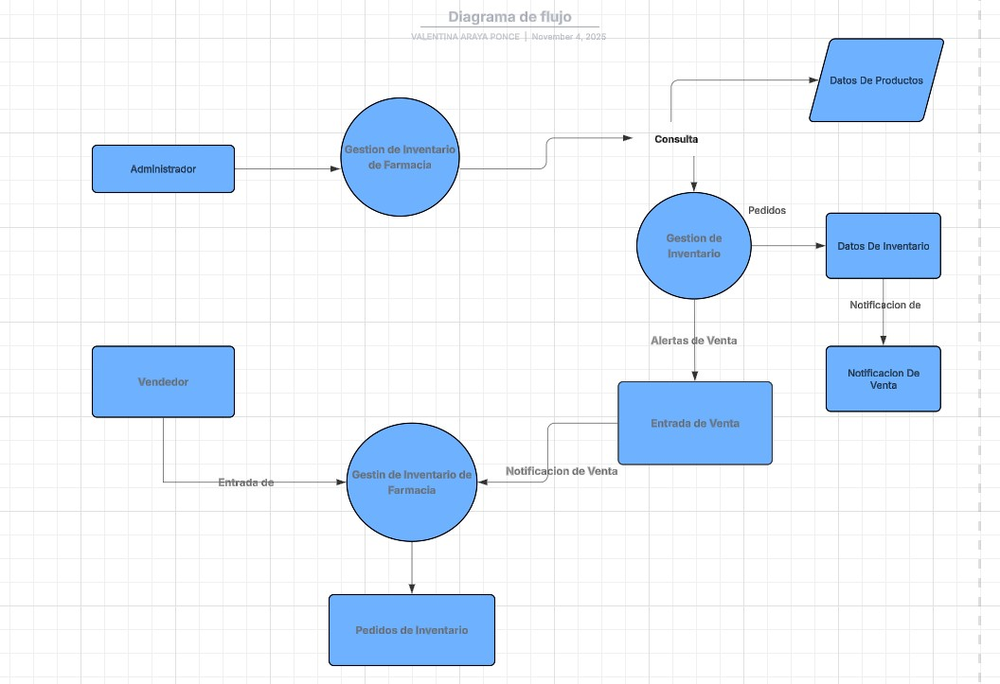 Diagrama de flujo
VALENTINA ARAYA PONCE | November 4, 2025
Datos De Productos
Gestion de Inventario
de Farmacia
Consulta
Administrador
Pedidos
Gestion de
Inventario
Datos De Inventario
Notificacion de
Alertas de Venta
Notificacion De
Venta
Vendedor
Entrada de Venta
Notificacion de Venta
Entrada de
Gestin de Inventario de
Farmacia
Pedidos de Inventario